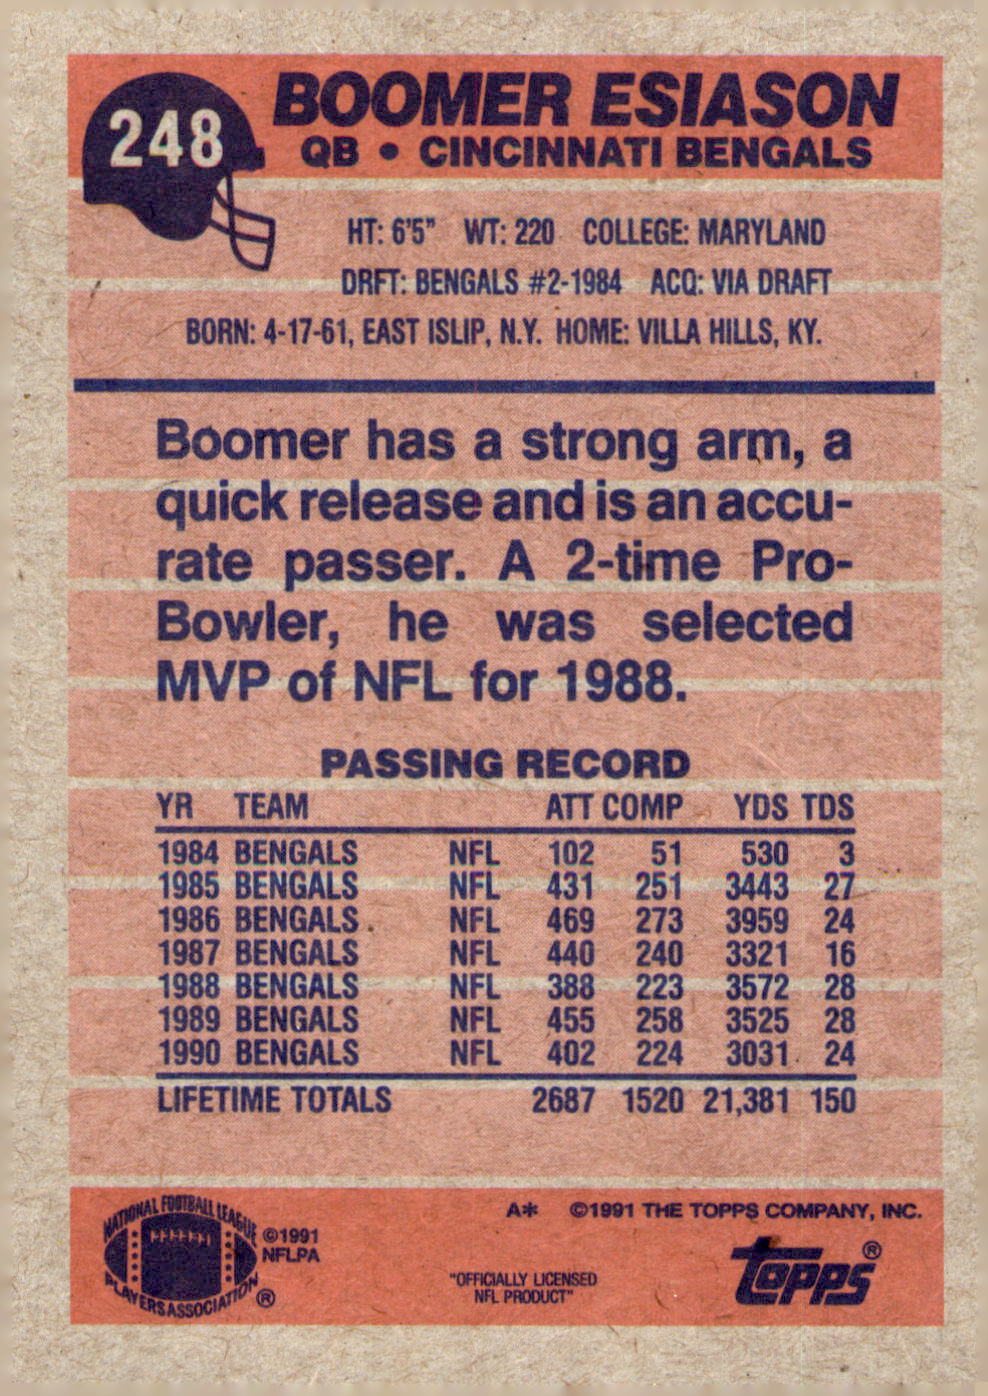 248
BOOMER ESIASON
QB • CINCINNATI BENGALS
HT: 6'5" WT: 220 COLLEGE: MARYLAND
DRFT: BENGALS #2-1984 ACQ: VIA DRAFT
BORN: 4-17-61, EAST ISLIP, N.Y. HOME: VILLA HILLS, KY.
Boomer has a strong arm, a
quick release and is an accu-
rate passer. A 2-time Pro-
Bowler, he was selected
MVP of NFL for 1988.
PASSING RECORD
YR TEAM ATT COMP YDS TDS
1984 BENGALS NFL 102 51 530 3
1985 BENGALS NFL 431 251 3443 27
1986 BENGALS NFL 469 273 3959 24
1987 BENGALS NFL 440 240 3321 16
1988 BENGALS NFL 388 223 3572 28
1989 BENGALS NFL 455 258 3525 28
1990 BENGALS NFL 402 224 3031 24
LIFETIME TOTALS 2687 1520 21,381 150
NATIONAL FOOTBALL LEAGUE
PLAYERS ASSOCIATION ®
©1991
NFLPA
A* ©1991 THE TOPPS COMPANY, INC.
"OFFICIALLY LICENSED
NFL PRODUCT"
Topps ®